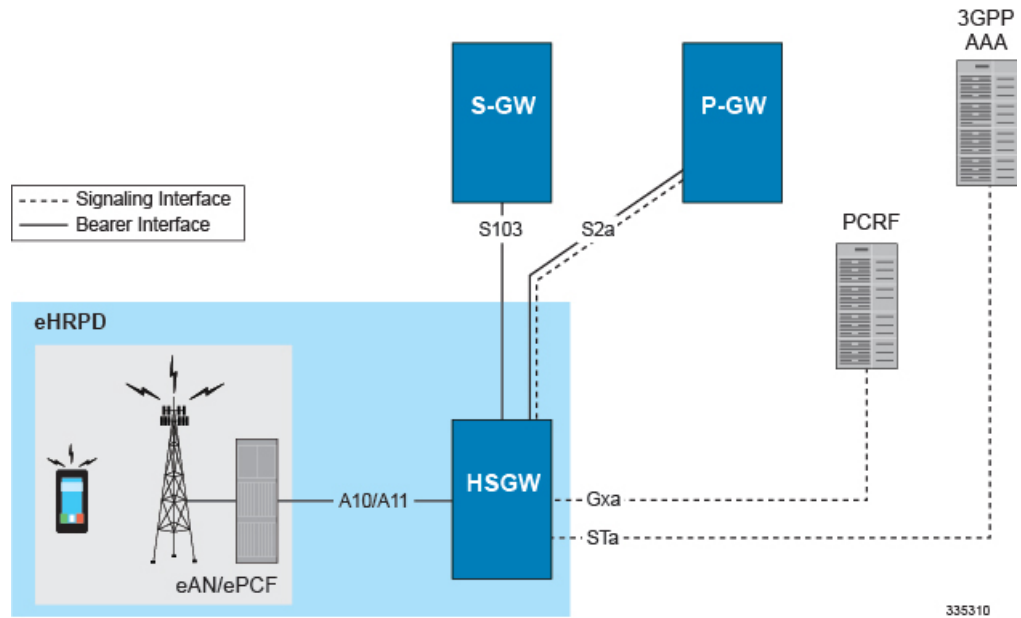 3GPP
AAA
S-GW
P-GW
Signaling Interface
Bearer Interface
S103
S2a
PCRF
eHRPD
HSGW
A10/A11
Gxa
STa
eAN/ePCF
335310